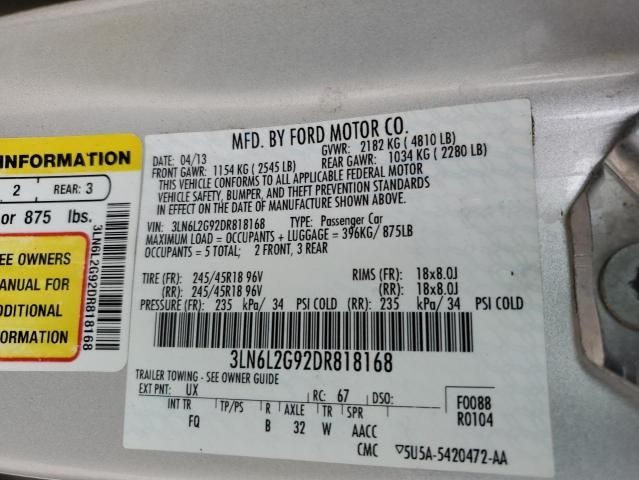 INFORMATION
2 REAR: 3
or 875 lbs.
EE OWNERS
MANUAL FOR
DDITIONAL
FORMATION
3LN6L2G92DR818168
MFD. BY FORD MOTOR CO.
04/13 GVWR: 2182 KG ( 4810 LB)
FRONT GAWR: 1154 KG ( 2545 LB) REAR GAWR: 1034 KG ( 2280 LB)
THIS VEHICLE CONFORMS TO ALL APPLICABLE FEDERAL MOTOR
VEHICLE SAFETY, BUMPER, AND THEFT PREVENTION STANDARDS
IN EFFECT ON THE DATE OF MANUFACTURE SHOWN ABOVE.
VIN: 3LN6L2G92DR818168 TYPE: Passenger Car
MAXIMUM LOAD = OCCUPANTS + LUGGAGE = 396KG/ 875LB
OCCUPANTS = 5 TOTAL; 2 FRONT, 3 REAR
TIRE (FR): 245/45R18 96V RIMS (FR): 18x8.0J
(RR): 245/45R18 96V (RR): 18x8.0J
PRESSURE (FR): 235 kPa/ 34 PSI COLD (RR): 235 kPa/ 34 PSI COLD
3LN6L2G92DR818168
TRAILER TOWING - SEE OWNER GUIDE
EXT PNT: UX RC: 67 DSO: F0088
INT TR TP/PS R AXLE TR SPR R0104
FQ B 32 W AACC
CMC ▽5U5A-5420472-AA